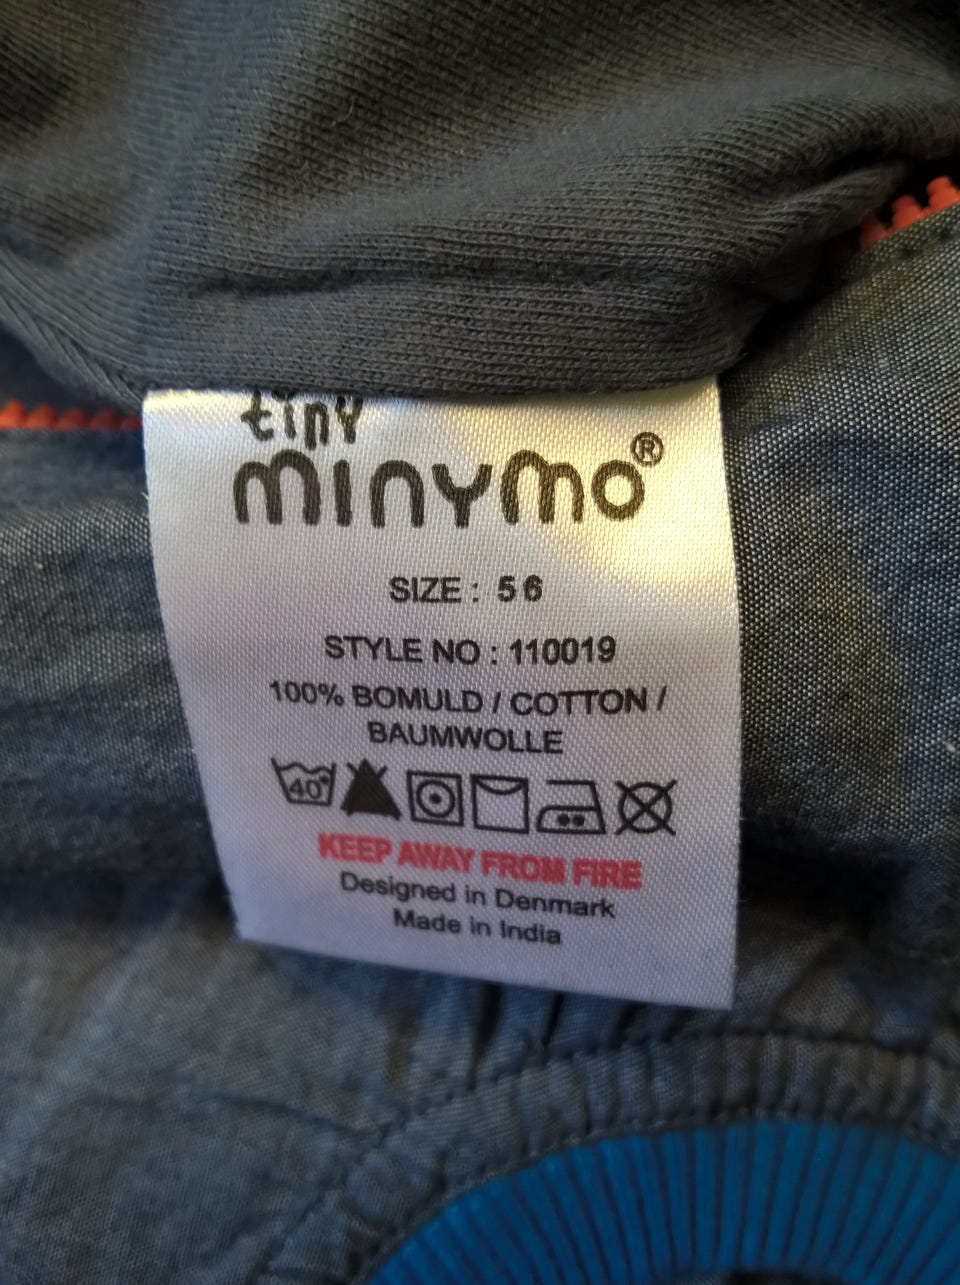 tiny
minymo®
SIZE : 56
STYLE NO : 110019
100% BOMULD / COTTON /
BAUMWOLLE
40°
KEEP AWAY FROM FIRE
Designed in Denmark
Made in India